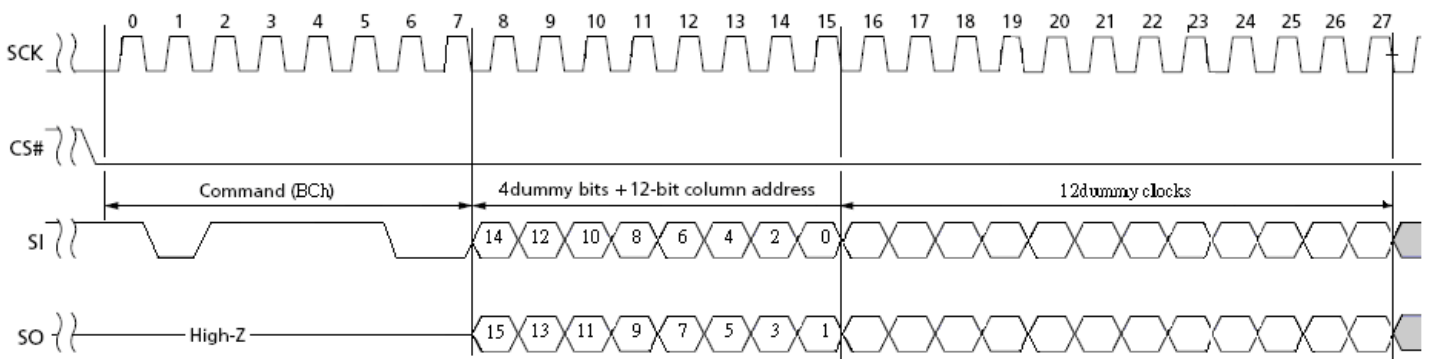 0 1 2 3 4 5 6 7 8 9 10 11 12 13 14 15 16 17 18 19 20 21 22 23 24 25 26 27
SCK
CS#
Command (BCh) 4dummy bits + 12-bit column address 12dummy clocks
SI 14 12 10 8 6 4 2 0
SO High-Z 15 13 11 9 7 5 3 1